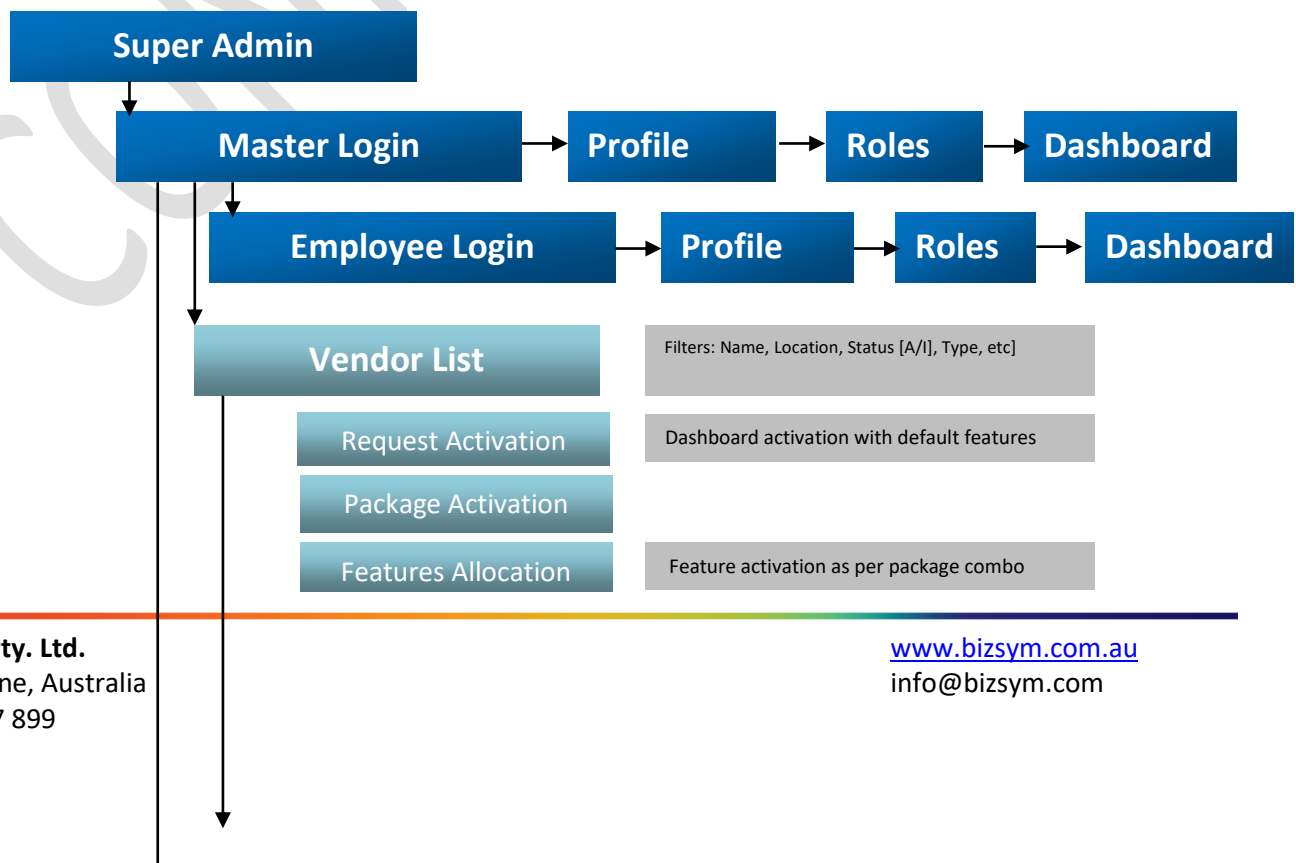 Super Admin
Master Login
Profile
Roles
Dashboard
Employee Login
Profile
Roles
Dashboard
Vendor List
Filters: Name, Location, Status [A/I], Type, etc]
Request Activation
Dashboard activation with default features
Package Activation
Features Allocation
Feature activation as per package combo
ty. Ltd.
www.bizsym.com.au
ne, Australia
info@bizsym.com
7 899